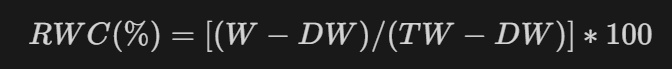 RWC(%) = [(W − DW)/(TW − DW)] ∗ 100